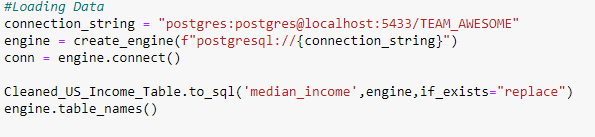 #Loading Data
connection_string = "postgres:postgres@localhost:5433/TEAM_AWESOME"
engine = create_engine(f"postgresql://{connection_string}")
conn = engine.connect()
Cleaned_US_Income_Table.to_sql('median_income',engine,if_exists="replace")
engine.table_names()